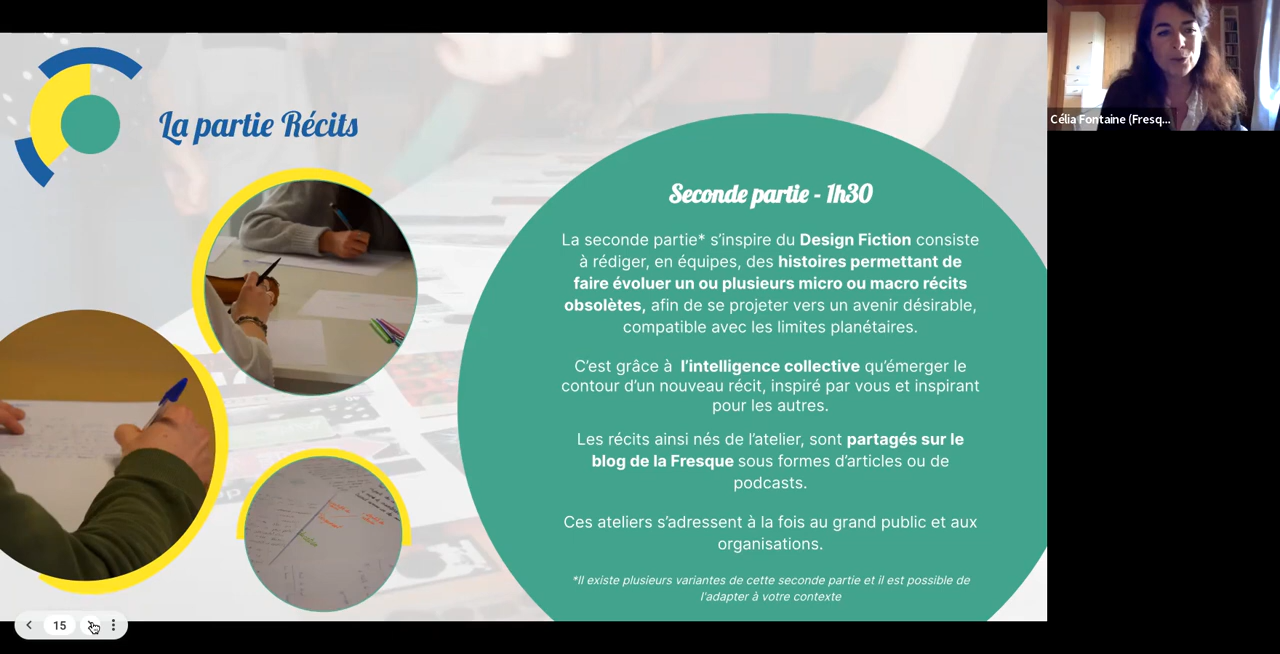 La partie Récits
Seconde partie - 1h30
La seconde partie* s’inspire du Design Fiction consiste
à rédiger, en équipes, des histoires permettant de
faire évoluer un ou plusieurs micro ou macro récits
obsolètes, afin de se projeter vers un avenir désirable,
compatible avec les limites planétaires.
C’est grâce à l’intelligence collective qu’émerger le
contour d’un nouveau récit, inspiré par vous et inspirant
pour les autres.
Les récits ainsi nés de l’atelier, sont partagés sur le
blog de la Fresque sous formes d’articles ou de
podcasts.
Ces ateliers s’adressent à la fois au grand public et aux
organisations.
*Il existe plusieurs variantes de cette seconde partie et il est possible de
l'adapter à votre contexte
Célia Fontaine (Fresq...
15